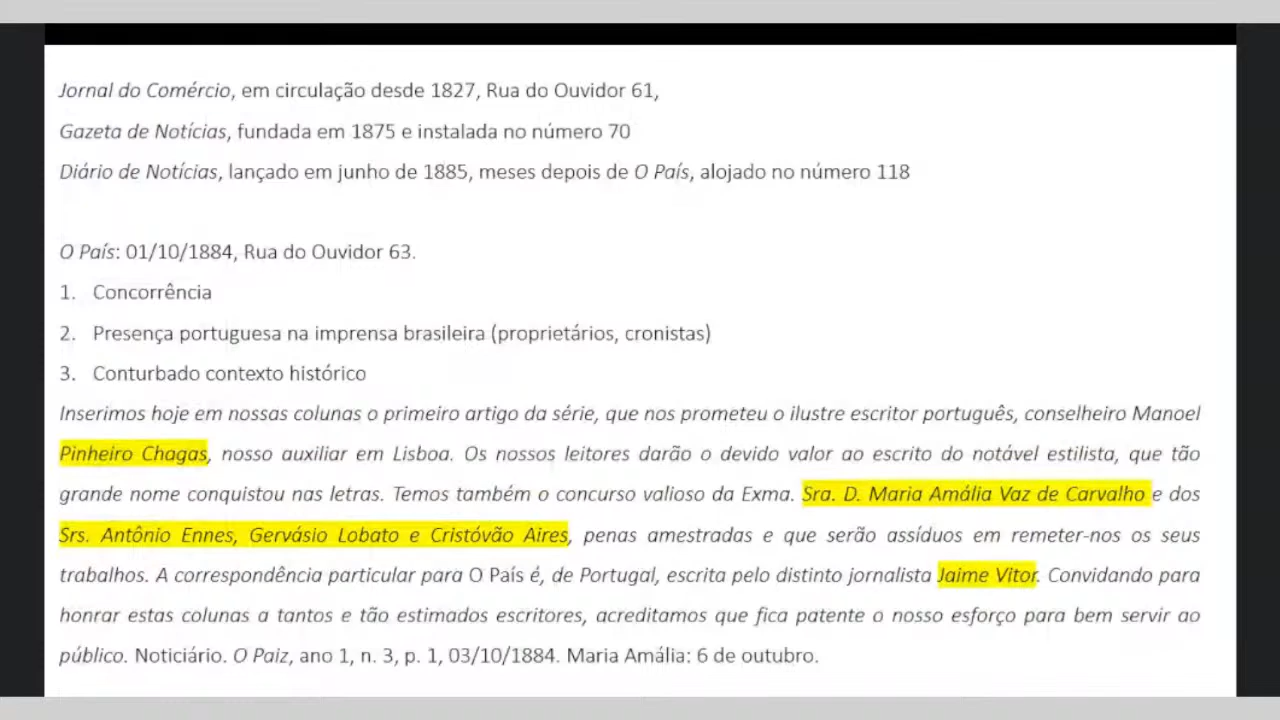 Jornal do Comércio, em circulação desde 1827, Rua do Ouvidor 61,
Gazeta de Notícias, fundada em 1875 e instalada no número 70
Diário de Notícias, lançado em junho de 1885, meses depois de O País, alojado no número 118
O País: 01/10/1884, Rua do Ouvidor 63.
1. Concorrência
2. Presença portuguesa na imprensa brasileira (proprietários, cronistas)
3. Conturbado contexto histórico
Inserimos hoje em nossas colunas o primeiro artigo da série, que nos prometeu o ilustre escritor português, conselheiro Manoel
Pinheiro Chagas, nosso auxiliar em Lisboa. Os nossos leitores darão o devido valor ao escrito do notável estilista, que tão
grande nome conquistou nas letras. Temos também o concurso valioso da Exma. Sra. D. Maria Amália Vaz de Carvalho e dos
Srs. Antônio Ennes, Gervásio Lobato e Cristóvão Aires, penas amestradas e que serão assíduos em remeter-nos os seus
trabalhos. A correspondência particular para O País é, de Portugal, escrita pelo distinto jornalista Jaime Vitor. Convidando para
honrar estas colunas a tantos e tão estimados escritores, acreditamos que fica patente o nosso esforço para bem servir ao
público. Noticiário. O Paiz, ano 1, n. 3, p. 1, 03/10/1884. Maria Amália: 6 de outubro.